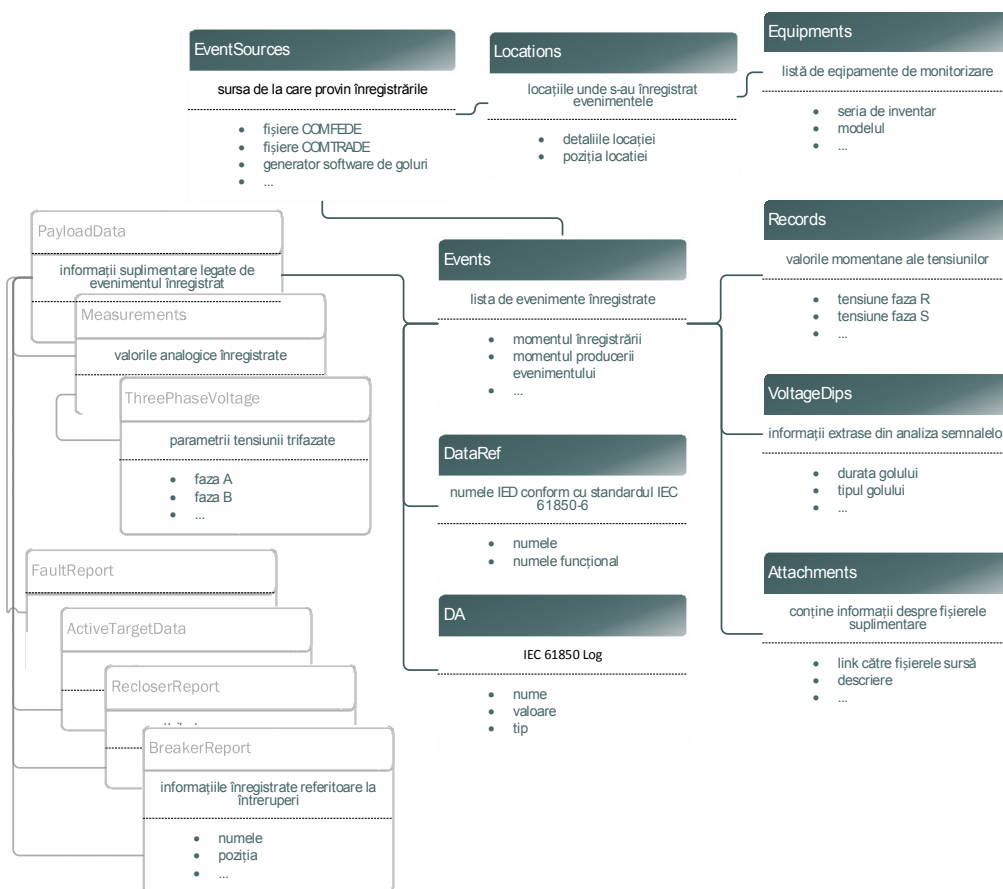 EventSources
sursa de la care provin înregistrările
• fișiere COMFEDE
• fișiere COMTRADE
• generator software de goluri
• ...
Locations
locațiile unde s-au înregistrat
evenimentele
• detaliile locației
• poziția locatiei
Equipments
listă de eqipamente de monitorizare
• seria de inventar
• modelul
• ...
PayloadData
informații suplimentare legate de
evenimentul înregistrat
Measurements
valorile analogice înregistrate
ThreePhaseVoltage
parametrii tensiunii trifazate
• faza A
• faza B
• ...
FaultReport
ActiveTargetData
RecloserReport
BreakerReport
informațiile înregistrate referitoare la
întreruperi
• numele
• poziția
• ...
Events
lista de evenimente înregistrate
• momentul înregistrării
• momentul producerii
evenimentului
• ...
DataRef
numele IED conform cu standardul IEC
61850-6
• numele
• numele funcțional
DA
IEC 61850 Log
• nume
• valoare
• tip
Records
valorile momentane ale tensiunilor
• tensiune faza R
• tensiune faza S
• ...
VoltageDips
informații extrase din analiza semnalelo
• durata golului
• tipul golului
• ...
Attachments
conține informații despre fișierele
suplimentare
• link către fișierele sursă
• descriere
• ...